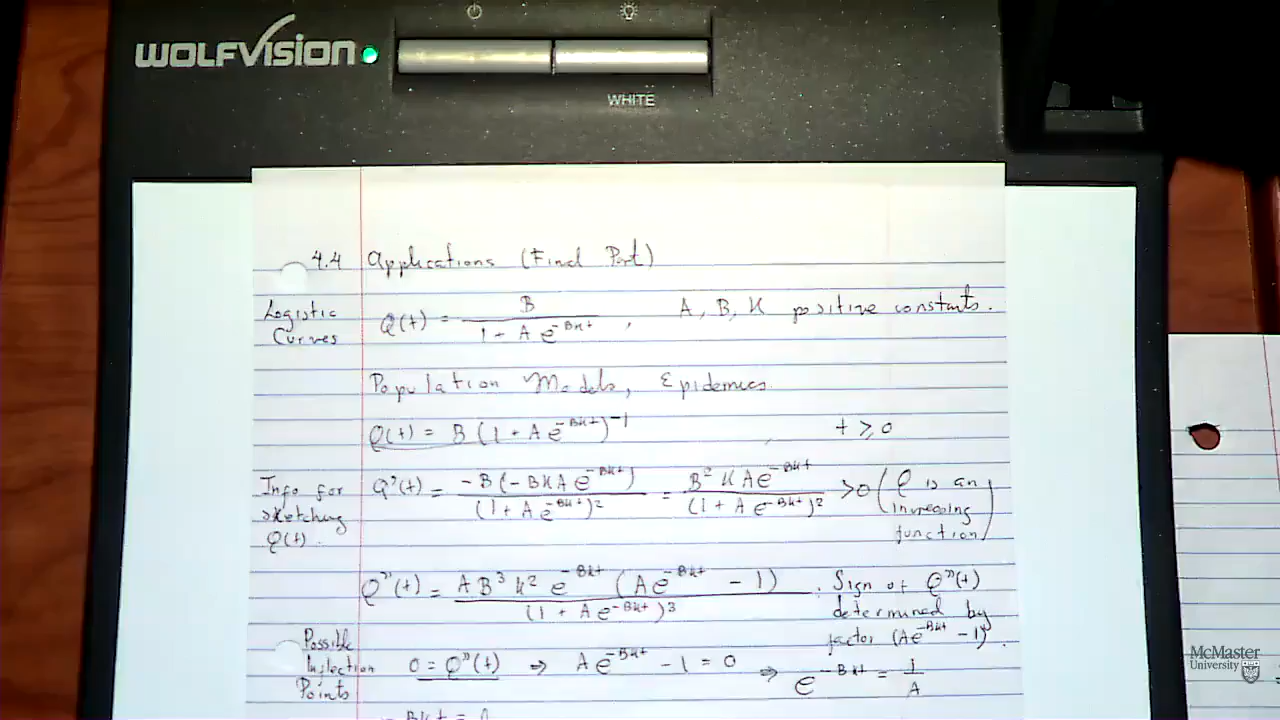 WOLFVISION
WHITE
4.4 Applications (Final Part)
Logistic Curves Q(t) = B / (1 + A e^{-Bkt}) , A, B, k positive constants.
Population Models, Epidemics.
Q(t) = B (1 + A e^{-Bkt})^{-1} t ≥ 0
Info for sketching Q(t). Q'(t) = -B(-BkA e^{-Bkt}) / (1 + A e^{-Bkt})^2 = B^2 k A e^{-Bkt} / (1 + A e^{-Bkt})^2 > 0 (Q is an increasing function)
Q''(t) = A B^3 k^2 e^{-Bkt} (A e^{-Bkt} - 1) / (1 + A e^{-Bkt})^3 . Sign of Q''(t) determined by factor (A e^{-Bkt} - 1).
Possible Inflection Points 0 = Q''(t) ⇒ A e^{-Bkt} - 1 = 0 ⇒ e^{-Bkt} = 1/A
McMaster
University